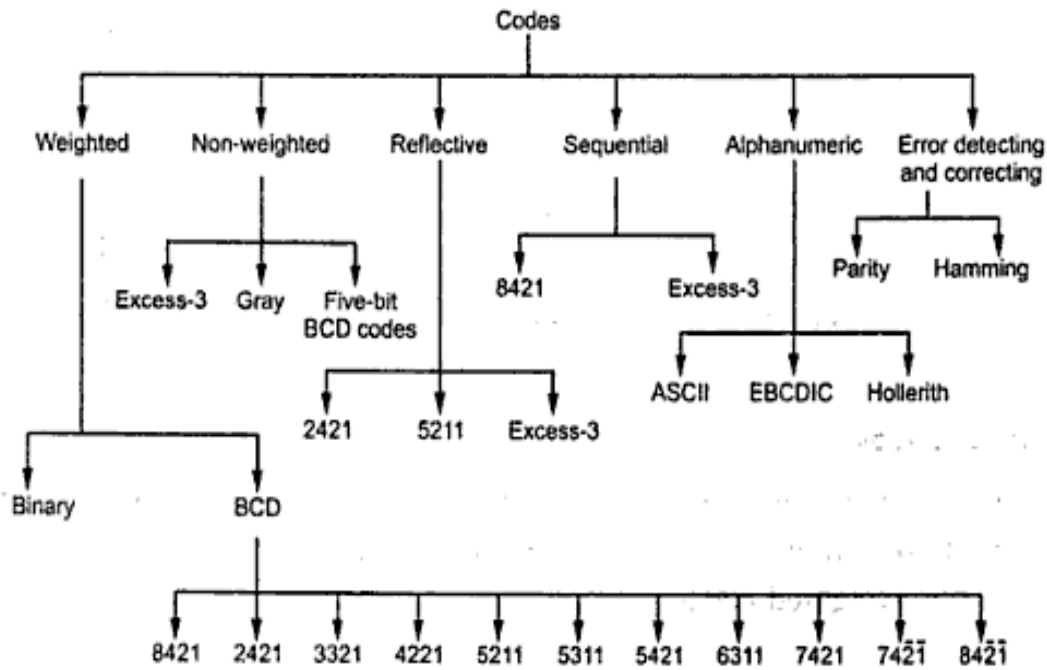 Codes
Weighted Non-weighted Reflective Sequential Alphanumeric Error detecting
and correcting
Parity Hamming
8421 Excess-3
Excess-3 Gray Five-bit
BCD codes
ASCII EBCDIC Hollerith
2421 5211 Excess-3
Binary BCD
8421 2421 3321 4221 5211 5311 5421 6311 7421 742̅1̅ 842̅1̅